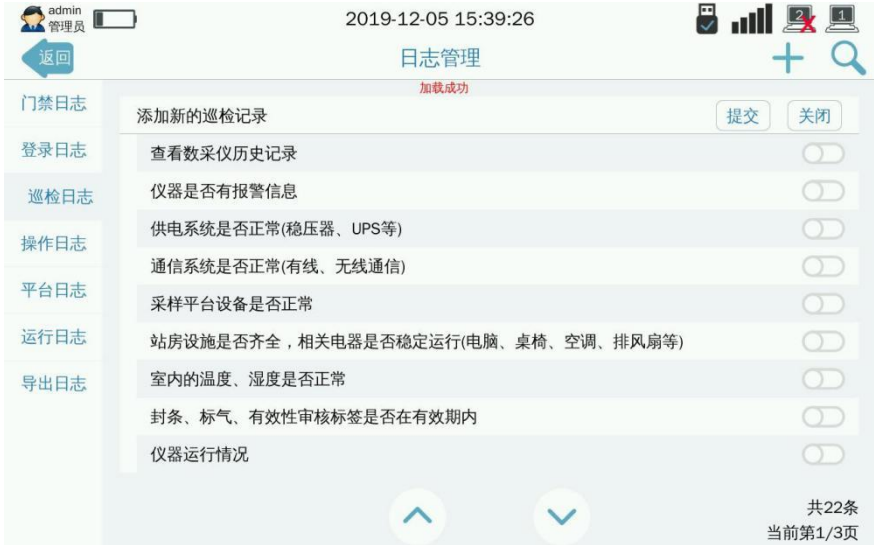 admin
管理员
2019-12-05 15:39:26
2
1
返回
日志管理
加载成功
门禁日志
登录日志
巡检日志
操作日志
平台日志
运行日志
导出日志
添加新的巡检记录
提交
关闭
查看数采仪历史记录
仪器是否有报警信息
供电系统是否正常(稳压器、UPS等)
通信系统是否正常(有线、无线通信)
采样平台设备是否正常
站房设施是否齐全，相关电器是否稳定运行(电脑、桌椅、空调、排风扇等)
室内的温度、湿度是否正常
封条、标气、有效性审核标签是否在有效期内
仪器运行情况
共22条
当前第1/3页